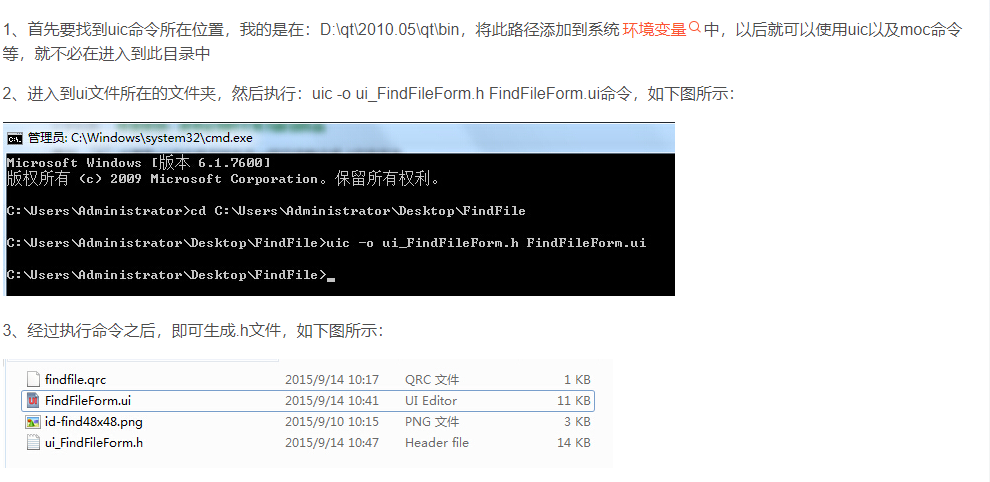 1、首先要找到uic命令所在位置，我的是在：D:\qt\2010.05\qt\bin，将此路径添加到系统 环境变量 中，以后就可以使用uic以及moc命令
等，就不必在进入到此目录中
2、进入到ui文件所在的文件夹，然后执行：uic -o ui_FindFileForm.h FindFileForm.ui命令，如下图所示：
管理员: C:\Windows\system32\cmd.exe
Microsoft Windows [版本 6.1.7600]
版权所有 (c) 2009 Microsoft Corporation。保留所有权利。
C:\Users\Administrator>cd C:\Users\Administrator\Desktop\FindFile
C:\Users\Administrator\Desktop\FindFile>uic -o ui_FindFileForm.h FindFileForm.ui
C:\Users\Administrator\Desktop\FindFile>_
3、经过执行命令之后，即可生成.h文件，如下图所示：
findfile.qrc 2015/9/14 10:17 QRC 文件 1 KB
FindFileForm.ui 2015/9/14 10:41 UI Editor 11 KB
id-find48x48.png 2015/9/10 10:15 PNG 文件 3 KB
ui_FindFileForm.h 2015/9/14 10:47 Header file 14 KB